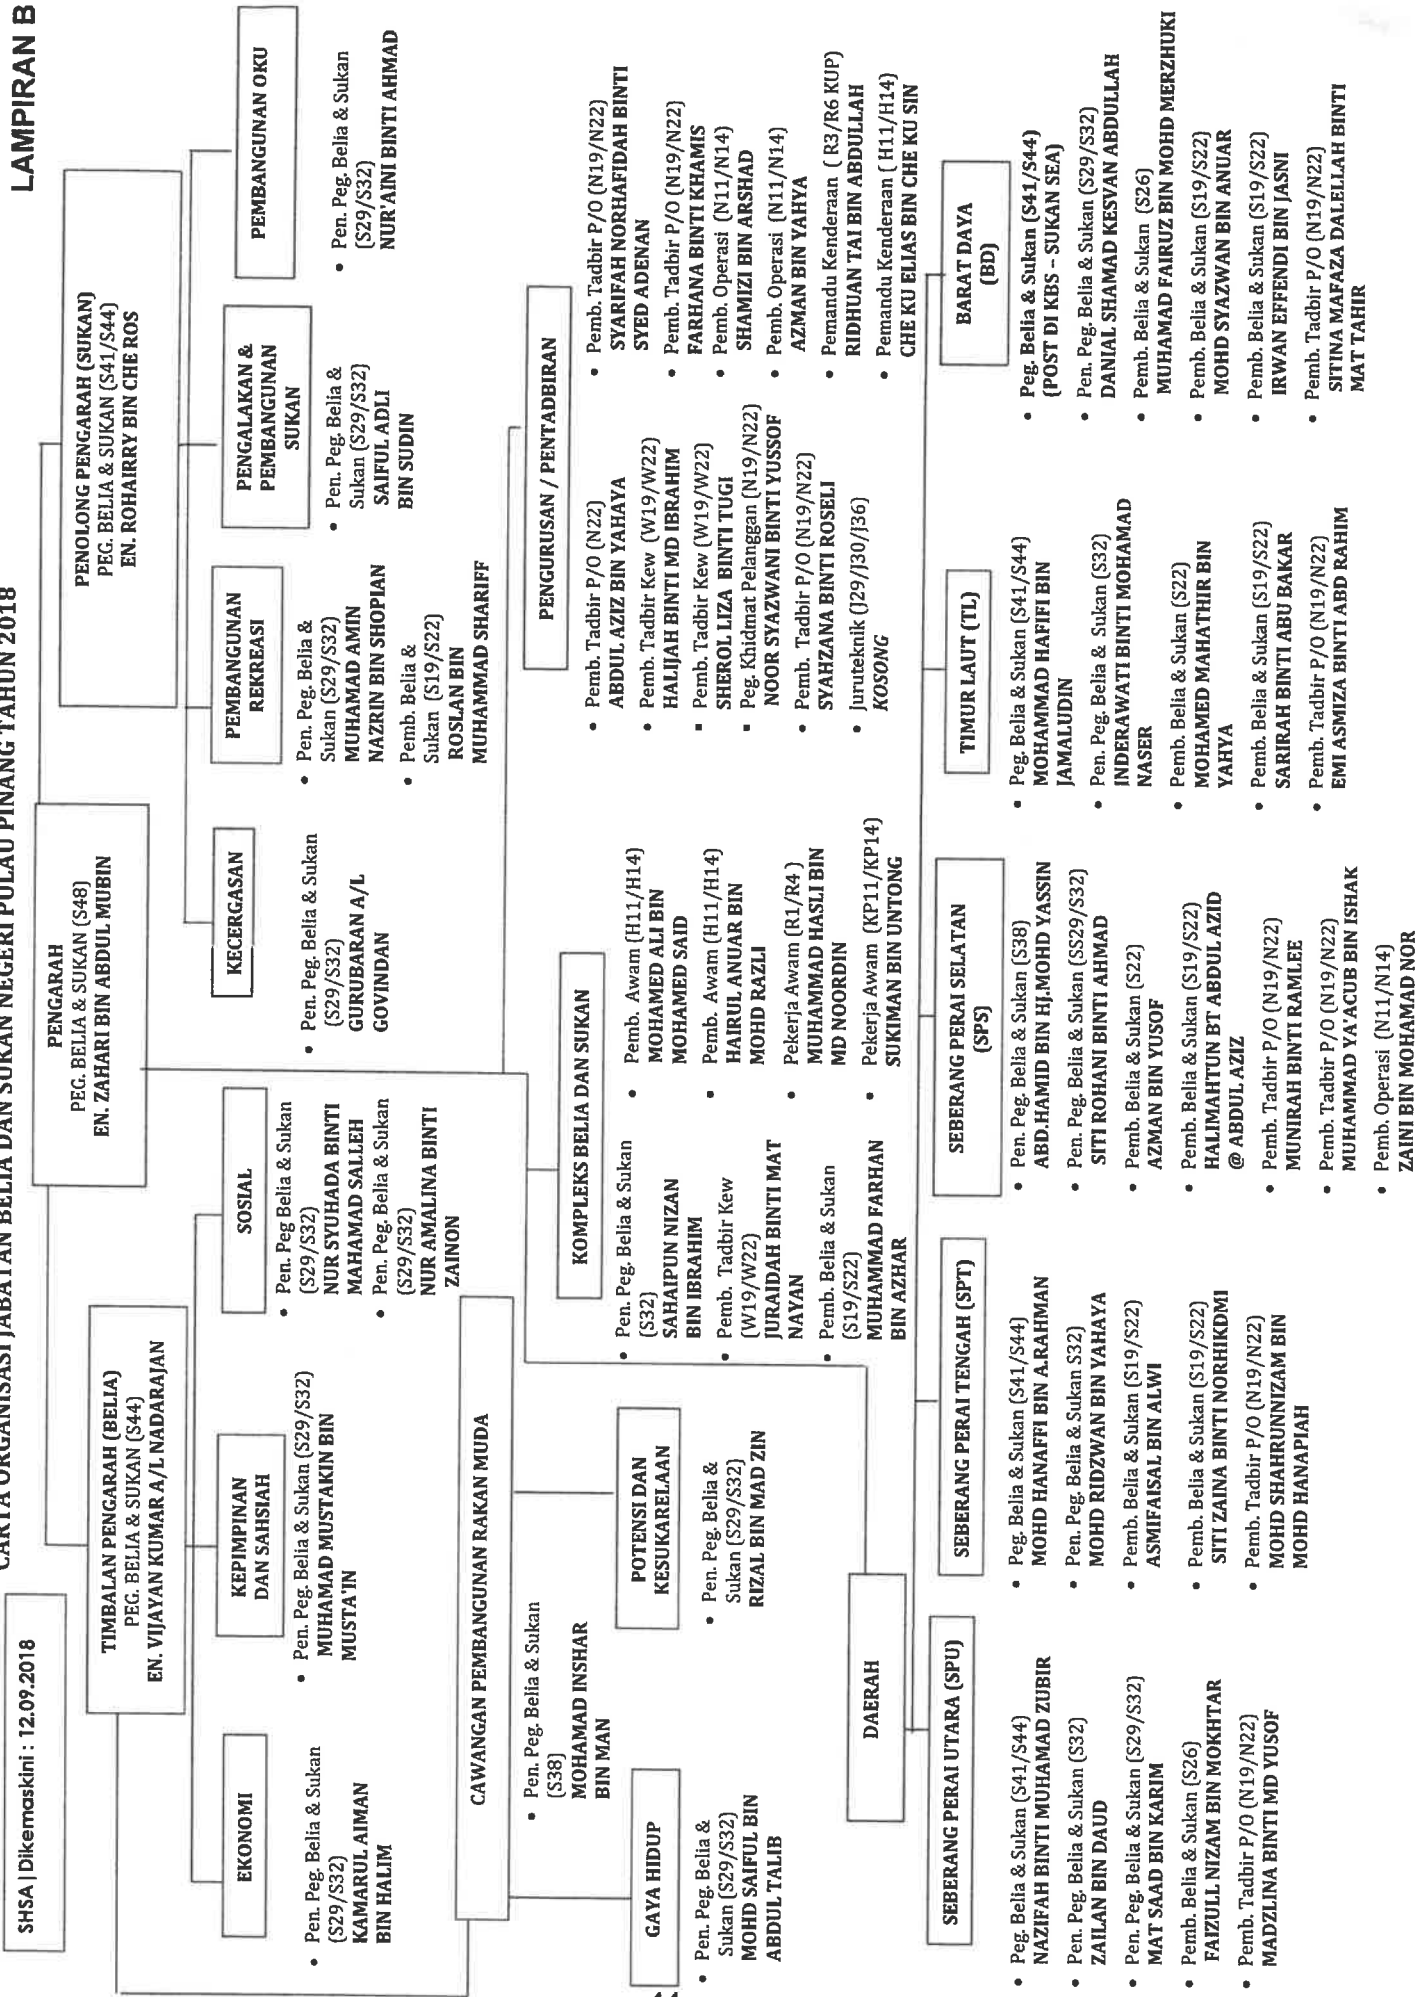 LAMPIRAN B
CARTA ORGANISASI JABATAN BELIA DAN SUKAN NEGERI PULAU PINANG TAHUN 2018
SHSA | Dikemaskini : 12.09.2018
PENGARAH
PEG. BELIA & SUKAN (S48)
EN. ZAHARI BIN ABDUL MUBIN
TIMBALAN PENGARAH (BELIA)
PEG. BELIA & SUKAN (S44)
EN. VIJAYAN KUMAR A/L NADARAJAN
PENOLONG PENGARAH (SUKAN)
PEG. BELIA & SUKAN (S41/S44)
EN. ROHAIRRY BIN CHE ROS
EKONOMI
• Pen. Peg. Belia & Sukan
(S29/S32)
KAMARUL AIMAN
BIN HALIM
KEPIMPINAN
DAN SAHSIAH
• Pen. Peg. Belia & Sukan (S29/S32)
MUHAMAD MUSTAKIN BIN
MUSTA'IN
SOSIAL
• Pen. Peg Belia & Sukan
(S29/S32)
NUR SYUHADA BINTI
MAHAMAD SALLEH
• Pen. Peg. Belia & Sukan
(S29/S32)
NUR AMALINA BINTI
ZAINON
KECERGASAN
• Pen. Peg. Belia & Sukan
(S29/S32)
GURUBARAN A/L
GOVINDAN
PEMBANGUNAN
REKREASI
• Pen. Peg. Belia &
Sukan (S29/S32)
MUHAMAD AMIN
NAZRIN BIN SHOPIAN
• Pemb. Belia &
Sukan (S19/S22)
ROSLAN BIN
MUHAMMAD SHARIFF
PENGALAKAN &
PEMBANGUNAN
SUKAN
• Pen. Peg. Belia &
Sukan (S29/S32)
SAIFUL ADLI
BIN SUDIN
PEMBANGUNAN OKU
• Pen. Peg. Belia & Sukan
(S29/S32)
NUR'AINI BINTI AHMAD
CAWANGAN PEMBANGUNAN RAKAN MUDA
• Pen. Peg. Belia & Sukan
(S38)
MOHAMAD INSHAR
BIN MAN
GAYA HIDUP
• Pen. Peg. Belia &
Sukan (S29/S32)
MOHD SAIFUL BIN
ABDUL TALIB
POTENSI DAN
KESUKARELAAN
• Pen. Peg. Belia &
Sukan (S29/S32)
RIZAL BIN MAD ZIN
KOMPLEKS BELIA DAN SUKAN
• Pen. Peg. Belia & Sukan
(S32)
SAHAIPUN NIZAN
BIN IBRAHIM
• Pemb. Tadbir Kew
(W19/W22)
JURAIDAH BINTI MAT
NAYAN
• Pemb. Belia & Sukan
(S19/S22)
MUHAMMAD FARHAN
BIN AZHAR
• Pemb. Awam (H11/H14)
MOHAMED ALI BIN
MOHAMED SAID
• Pemb. Awam (H11/H14)
HAIRUL ANUAR BIN
MOHD RAZLI
• Pekerja Awam (R1/R4 )
MUHAMMAD HASLI BIN
MD NOORDIN
• Pekerja Awam (KP11/KP14)
SUKIMAN BIN UNTONG
PENGURUSAN / PENTADBIRAN
• Pemb. Tadbir P/O (N22)
ABDUL AZIZ BIN YAHAYA
• Pemb. Tadbir Kew (W19/W22)
HALIJAH BINTI MD IBRAHIM
• Pemb. Tadbir Kew (W19/W22)
SHEROL LIZA BINTI TUGI
• Peg. Khidmat Pelanggan (N19/N22)
NOOR SYAZWANI BINTI YUSSOF
• Pemb. Tadbir P/O (N19/N22)
SYAHZANA BINTI ROSELI
• Juruteknik (J29/J30/J36)
KOSONG
• Pemb. Tadbir P/O (N19/N22)
SYARIFAH NORHAFIDAH BINTI
SYED ADENAN
• Pemb. Tadbir P/O (N19/N22)
FARHANA BINTI KHAMIS
• Pemb. Operasi (N11/N14)
SHAMIZI BIN ARSHAD
• Pemb. Operasi (N11/N14)
AZMAN BIN YAHYA
• Pemandu Kenderaan ( R3/R6 KUP)
RIDHUAN TAI BIN ABDULLAH
• Pemandu Kenderaan ( H11/H14)
CHE KU ELIAS BIN CHE KU SIN
DAERAH
SEBERANG PERAI UTARA (SPU)
• Peg. Belia & Sukan (S41/S44)
NAZIFAH BINTI MUHAMAD ZUBIR
• Pen. Peg. Belia & Sukan (S32)
ZAILAN BIN DAUD
• Pen. Peg. Belia & Sukan (S29/S32)
MAT SAAD BIN KARIM
• Pemb. Belia & Sukan (S26)
FAIZULL NIZAM BIN MOKHTAR
• Pemb. Tadbir P/O (N19/N22)
MADZLINA BINTI MD YUSOF
SEBERANG PERAI TENGAH (SPT)
• Peg. Belia & Sukan (S41/S44)
MOHD HANAFFI BIN A.RAHMAN
• Pen. Peg. Belia & Sukan S32)
MOHD RIDZWAN BIN YAHAYA
• Pemb. Belia & Sukan (S19/S22)
ASMIFAISAL BIN ALWI
• Pemb. Belia & Sukan (S19/S22)
SITI ZAINA BINTI NORHIKDMI
• Pemb. Tadbir P/O (N19/N22)
MOHD SHAHRUNNIZAM BIN
MOHD HANAPIAH
SEBERANG PERAI SELATAN
(SPS)
• Pen. Peg. Belia & Sukan (S38)
ABD.HAMID BIN HJ.MOHD YASSIN
• Pen. Peg. Belia & Sukan (SS29/S32)
SITI ROHANI BINTI AHMAD
• Pemb. Belia & Sukan (S22)
AZMAN BIN YUSOF
• Pemb. Belia & Sukan (S19/S22)
HALIMAHTUN BT ABDUL AZID
@ ABDUL AZIZ
• Pemb. Tadbir P/O (N19/N22)
MUNIRAH BINTI RAMLEE
• Pemb. Tadbir P/O (N19/N22)
MUHAMMAD YA'ACUB BIN ISHAK
• Pemb. Operasi (N11/N14)
ZAINI BIN MOHAMAD NOR
TIMUR LAUT (TL)
• Peg. Belia & Sukan (S41/S44)
MOHAMMAD HAFIFI BIN
JAMALUDIN
• Pen. Peg. Belia & Sukan (S32)
INDERAWATI BINTI MOHAMAD
NASER
• Pemb. Belia & Sukan (S22)
MOHAMED MAHATHIR BIN
YAHYA
• Pemb. Belia & Sukan (S19/S22)
SARIRAH BINTI ABU BAKAR
• Pemb. Tadbir P/O (N19/N22)
EMI ASMIZA BINTI ABD RAHIM
BARAT DAYA
(BD)
• Peg. Belia & Sukan (S41/S44)
(POST DI KBS – SUKAN SEA)
• Pen. Peg. Belia & Sukan (S29/S32)
DANIAL SHAMAD KESVAN ABDULLAH
• Pemb. Belia & Sukan (S26)
MUHAMAD FAIRUZ BIN MOHD MERZHUKI
• Pemb. Belia & Sukan (S19/S22)
MOHD SYAZWAN BIN ANUAR
• Pemb. Belia & Sukan (S19/S22)
IRWAN EFFENDI BIN JASNI
• Pemb. Tadbir P/O (N19/N22)
SITINA MAFAZA DALELLAH BINTI
MAT TAHIR